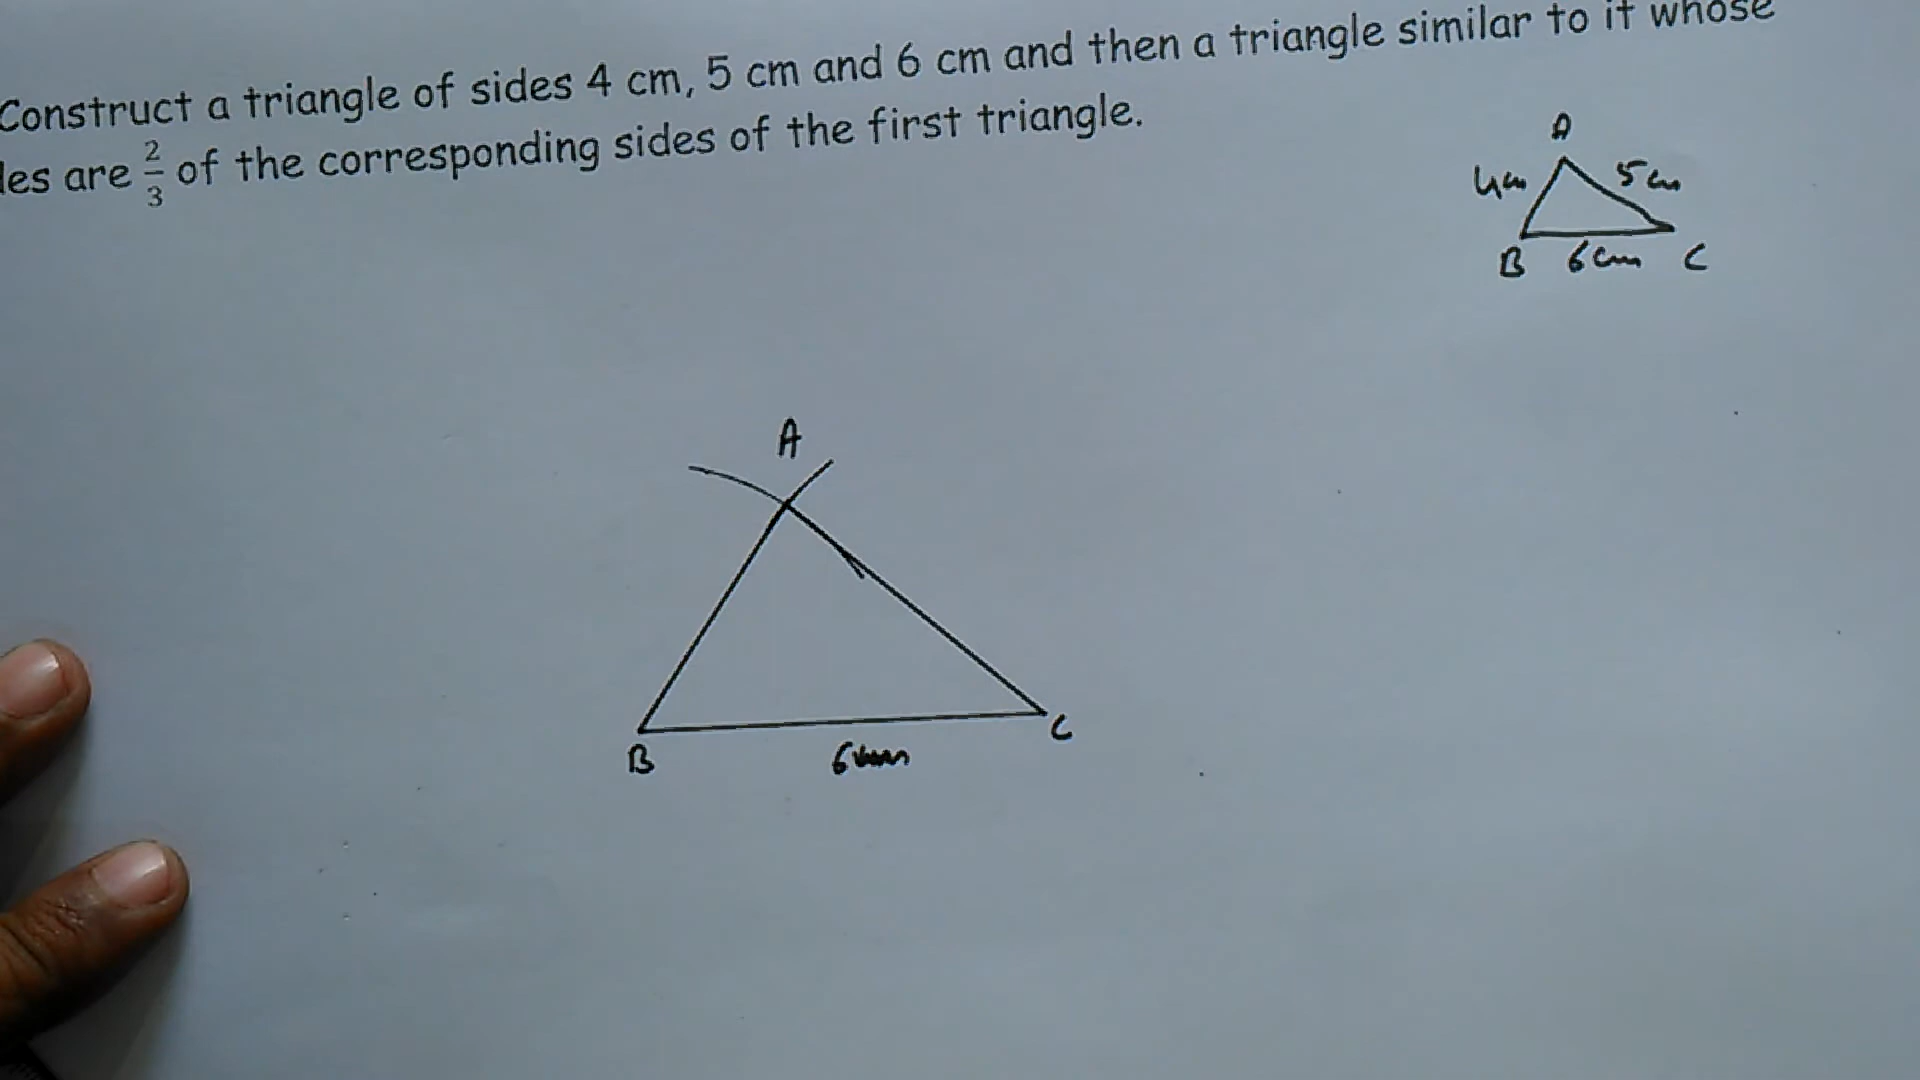 Construct a triangle of sides 4 cm, 5 cm and 6 cm and then a triangle similar to it whose
les are 2/3 of the corresponding sides of the first triangle.
A
4cm 5cm
B 6cm C
A
B C